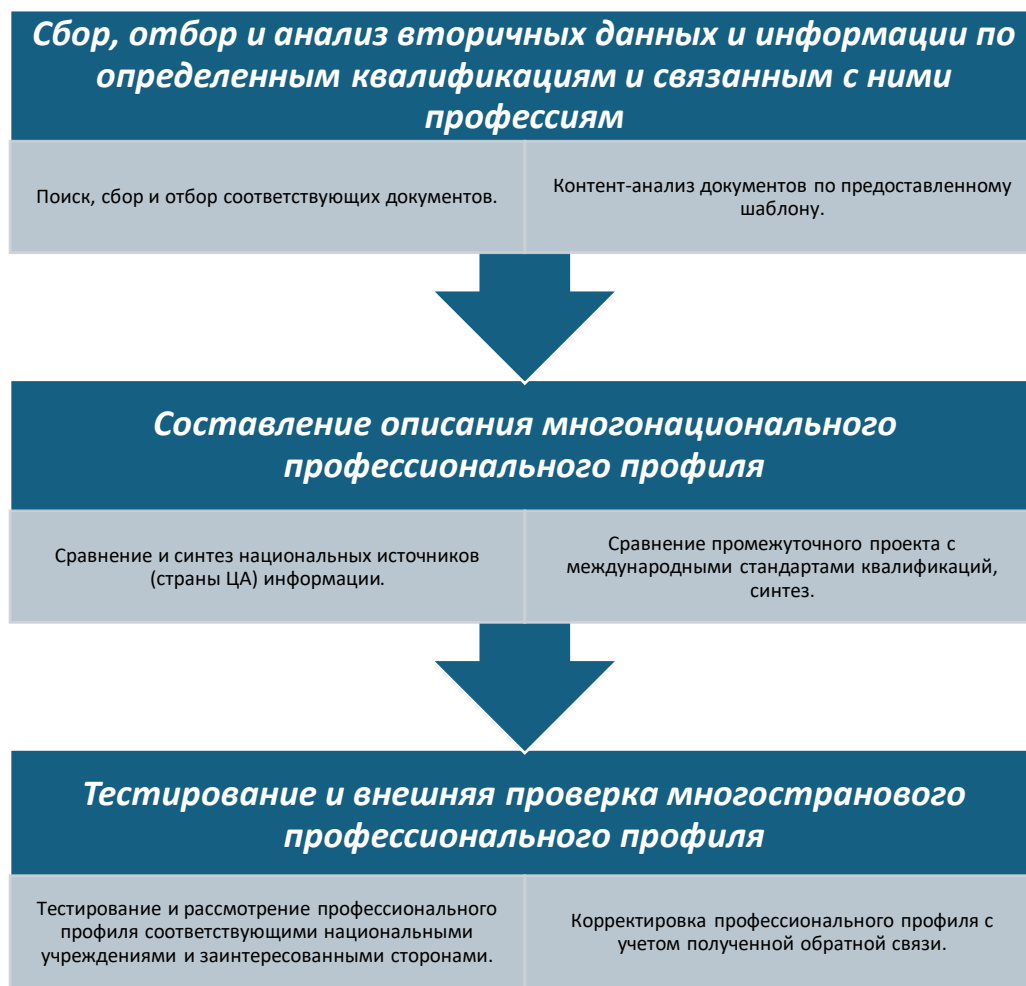 Сбор, отбор и анализ вторичных данных и информации по
определенным квалификациям и связанным с ними
профессиям
Поиск, сбор и отбор соответствующих документов.
Контент-анализ документов по предоставленному
шаблону.
Составление описания многонационального
профессионального профиля
Сравнение и синтез национальных источников
(страны ЦА) информации.
Сравнение промежуточного проекта с
международными стандартами квалификаций,
синтез.
Тестирование и внешняя проверка многостранового
профессионального профиля
Тестирование и рассмотрение профессионального
профиля соответствующими национальными
учреждениями и заинтересованными сторонами.
Корректировка профессионального профиля с
учетом полученной обратной связи.